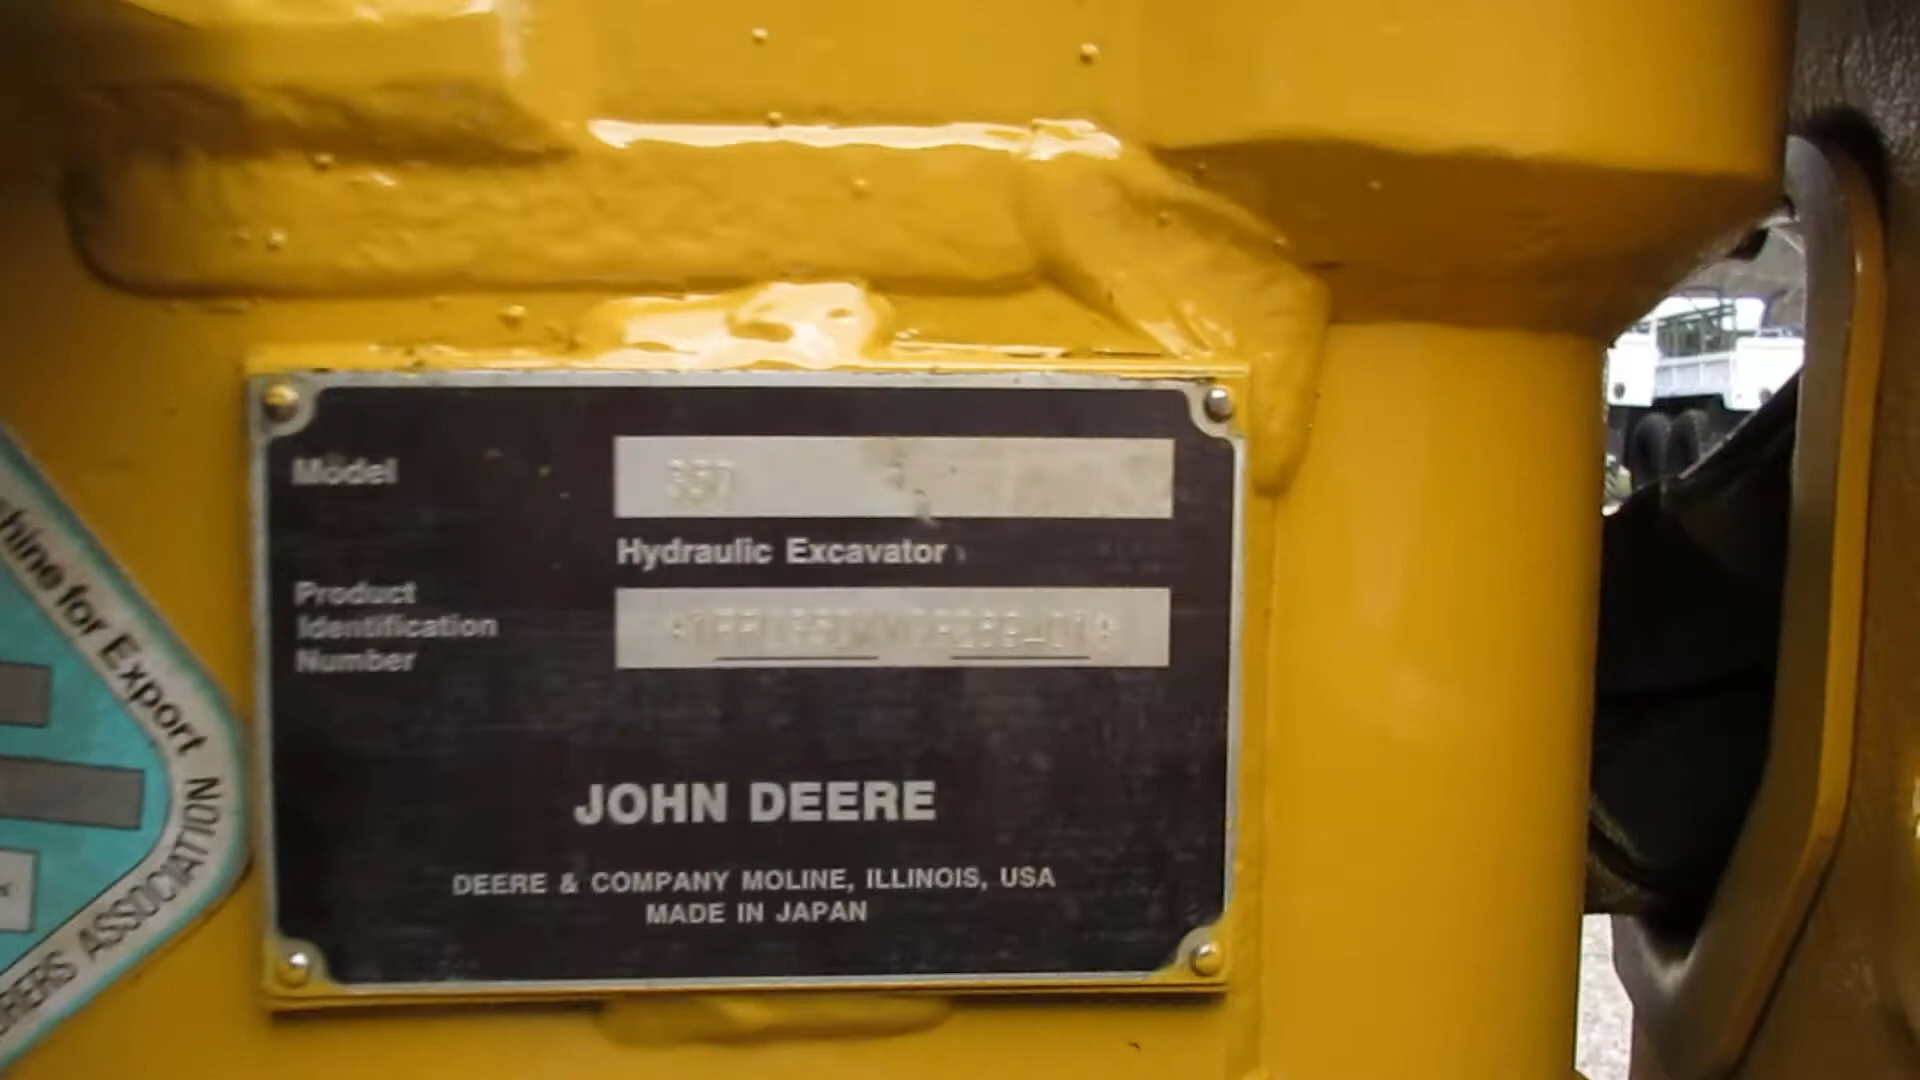 Model
Hydraulic Excavator
Product
Identification
Number
JOHN DEERE
DEERE & COMPANY MOLINE, ILLINOIS, USA
MADE IN JAPAN
for Export
ASSOCIATION